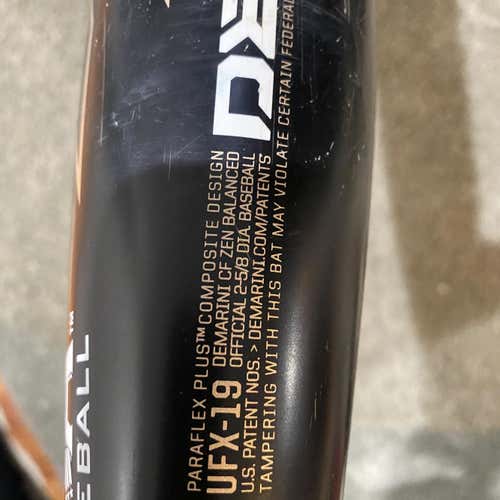 PARAFLEX PLUS™ COMPOSITE DESIGN
UFX-19
DEMARINI CF ZEN BALANCED
OFFICIAL 2-5/8 DIA. BASEBALL
U.S. PATENT NOS. > DEMARINI.COM/PATENTS
TAMPERING WITH THIS BAT MAY VIOLATE CERTAIN FEDERAL